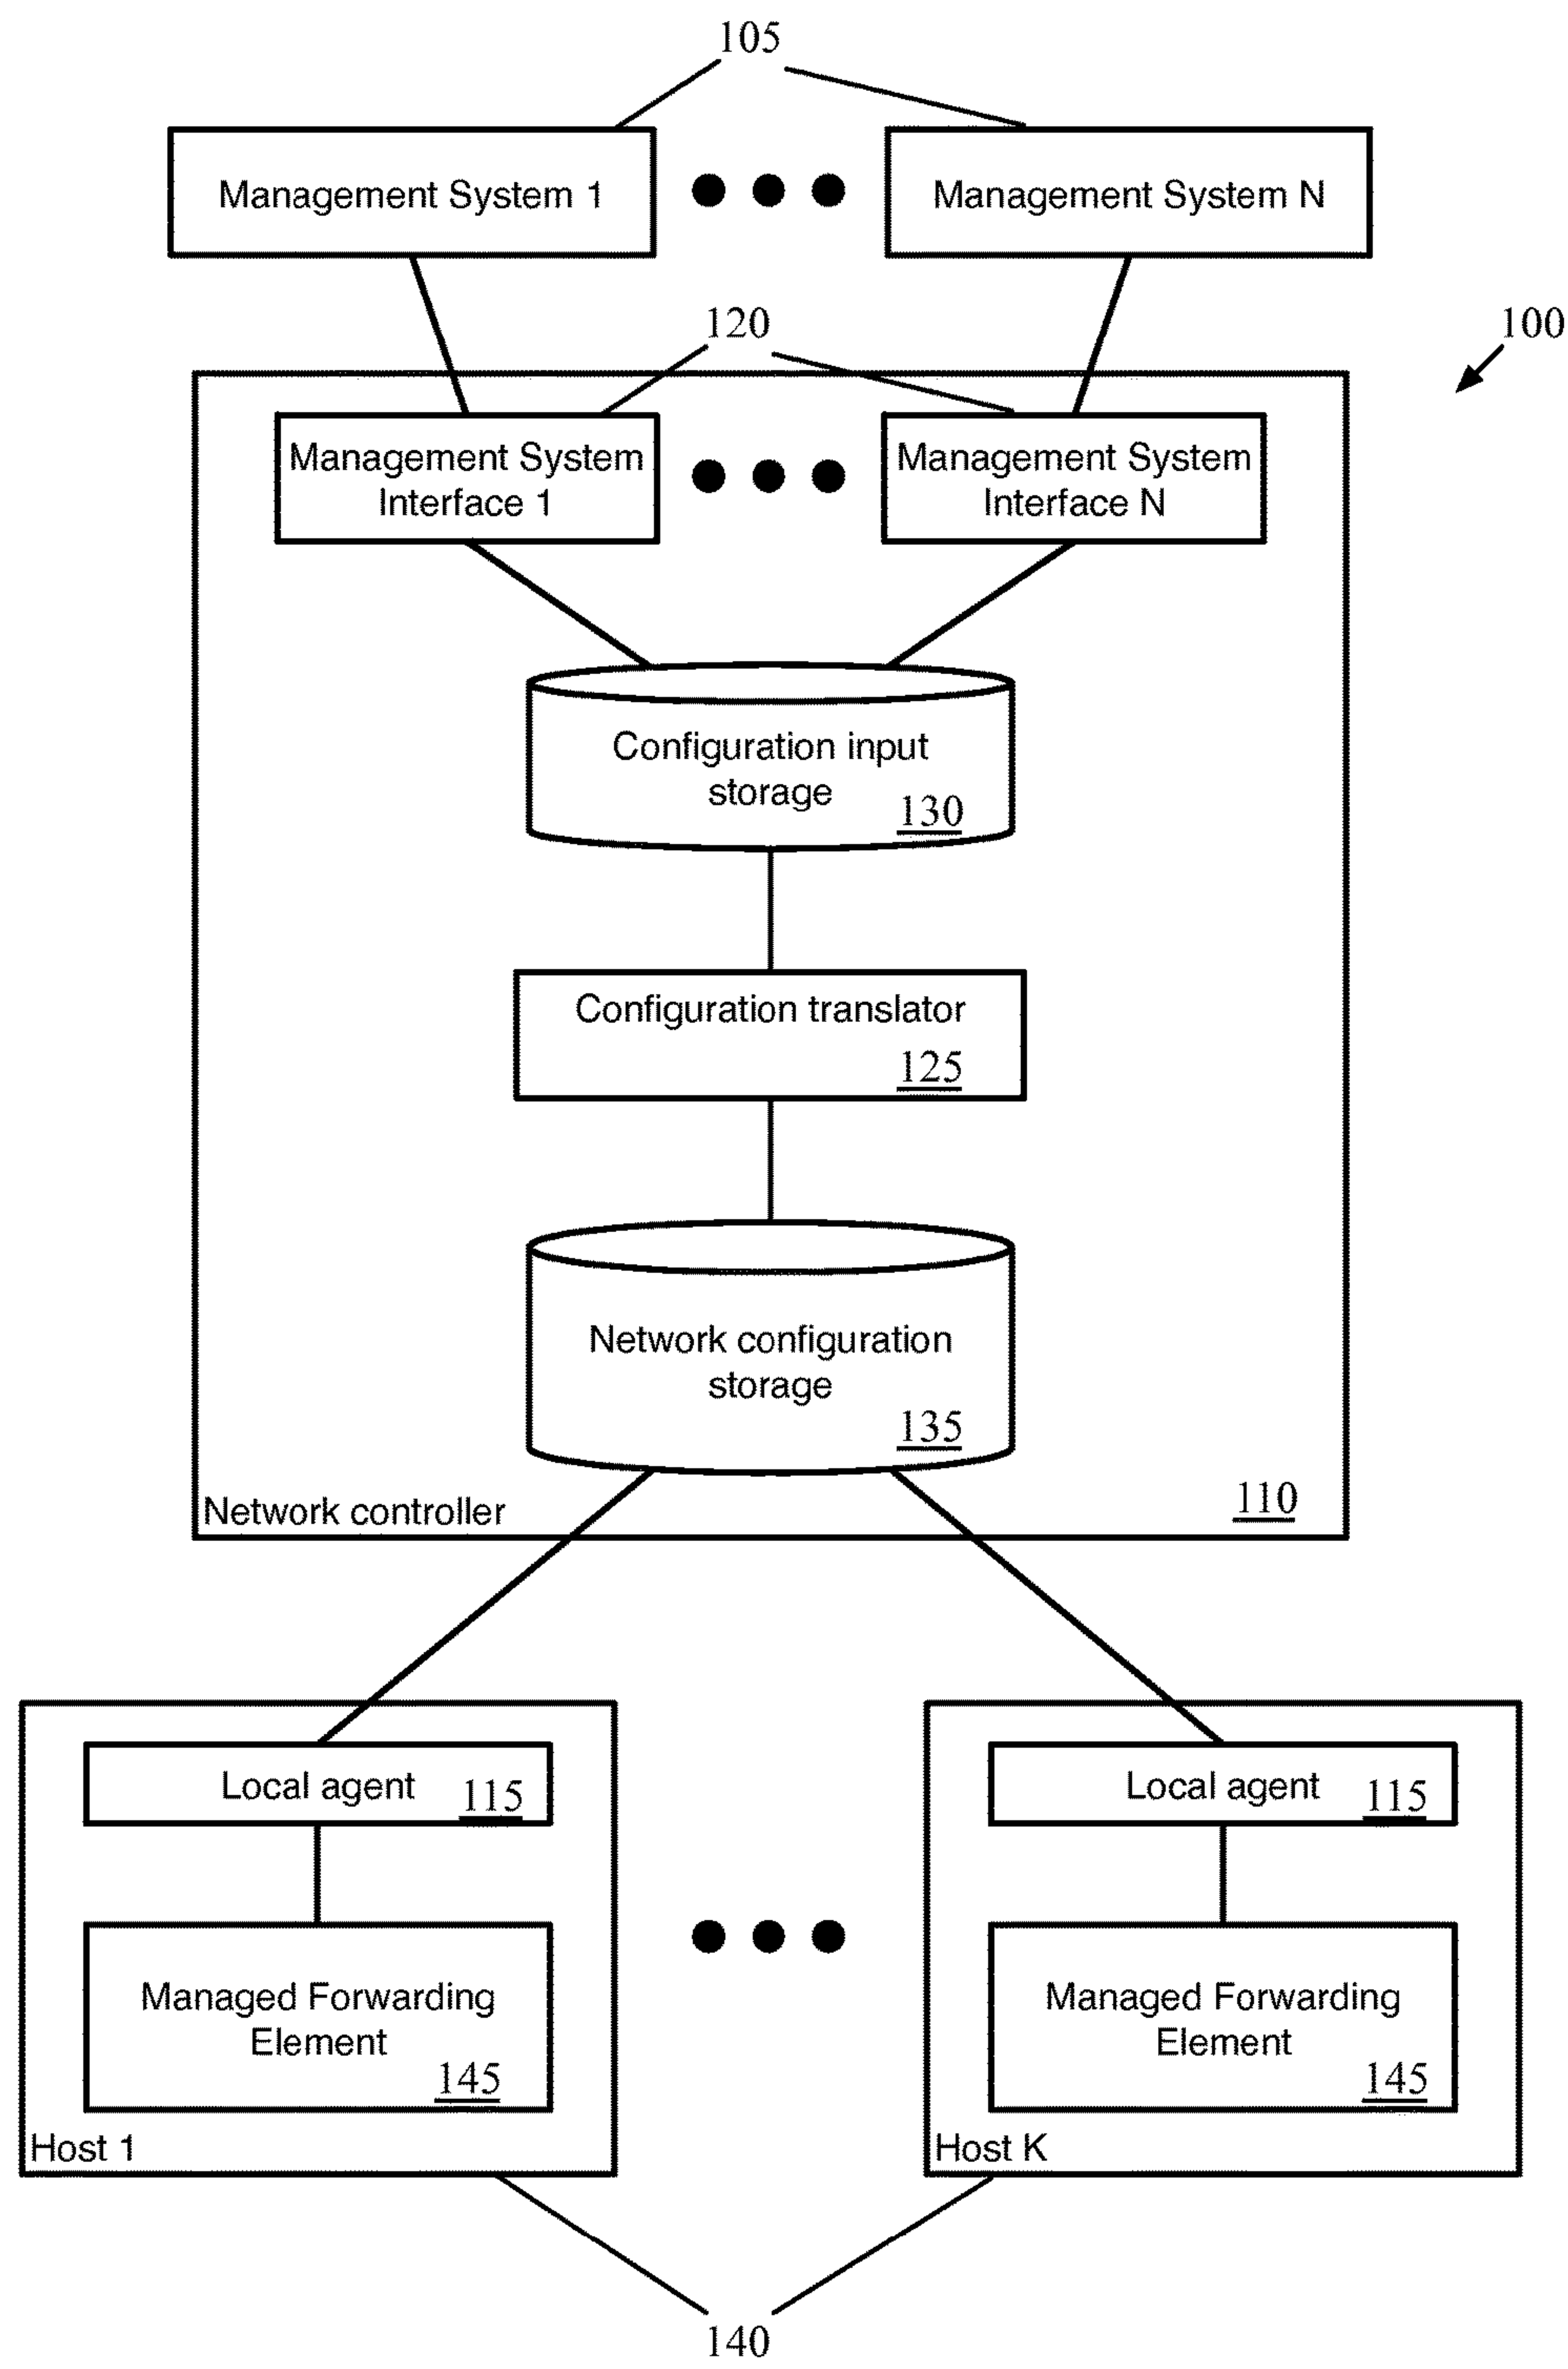 105
Management System 1
Management System N
120
100
Management System
Interface 1
Management System
Interface N
Configuration input
storage
130
Configuration translator
125
Network configuration
storage
135
Network controller
110
Local agent
115
Local agent
115
Managed Forwarding
Element
145
Managed Forwarding
Element
145
Host 1
Host K
140